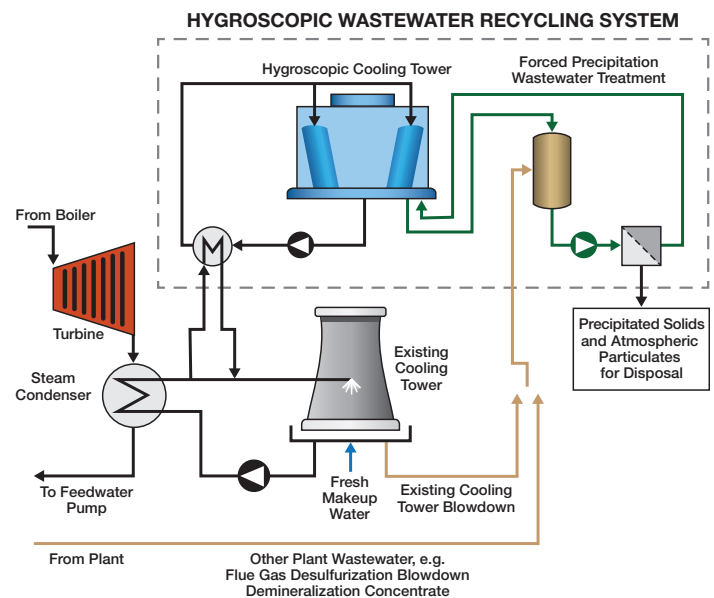 HYGROSCOPIC WASTEWATER RECYCLING SYSTEM
Hygroscopic Cooling Tower
Forced Precipitation
Wastewater Treatment
From Boiler
Turbine
Precipitated Solids
and Atmospheric
Particulates
for Disposal
Existing
Cooling
Tower
Steam
Condenser
To Feedwater
Pump
Fresh
Makeup
Water
Existing Cooling
Tower Blowdown
From Plant
Other Plant Wastewater, e.g.
Flue Gas Desulfurization Blowdown
Demineralization Concentrate